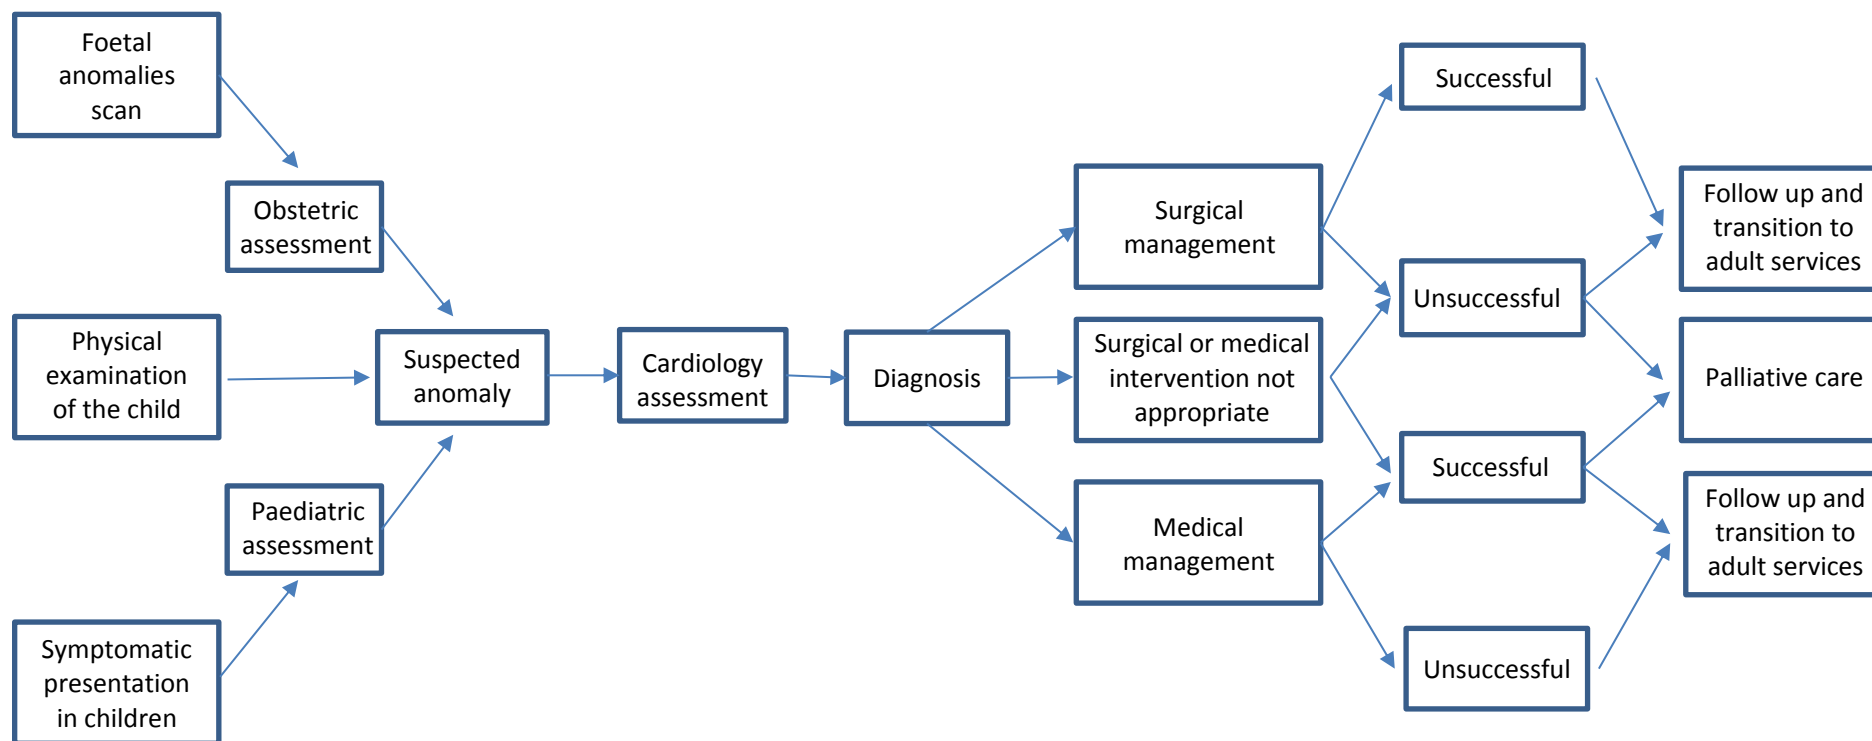 Foetal
anomalies
scan
Obstetric
assessment
Physical
examination
of the child
Paediatric
assessment
Symptomatic
presentation
in children
Suspected
anomaly
Cardiology
assessment
Diagnosis
Surgical
management
Surgical or medical
intervention not
appropriate
Medical
management
Successful
Unsuccessful
Successful
Unsuccessful
Follow up and
transition to
adult services
Palliative care
Follow up and
transition to
adult services